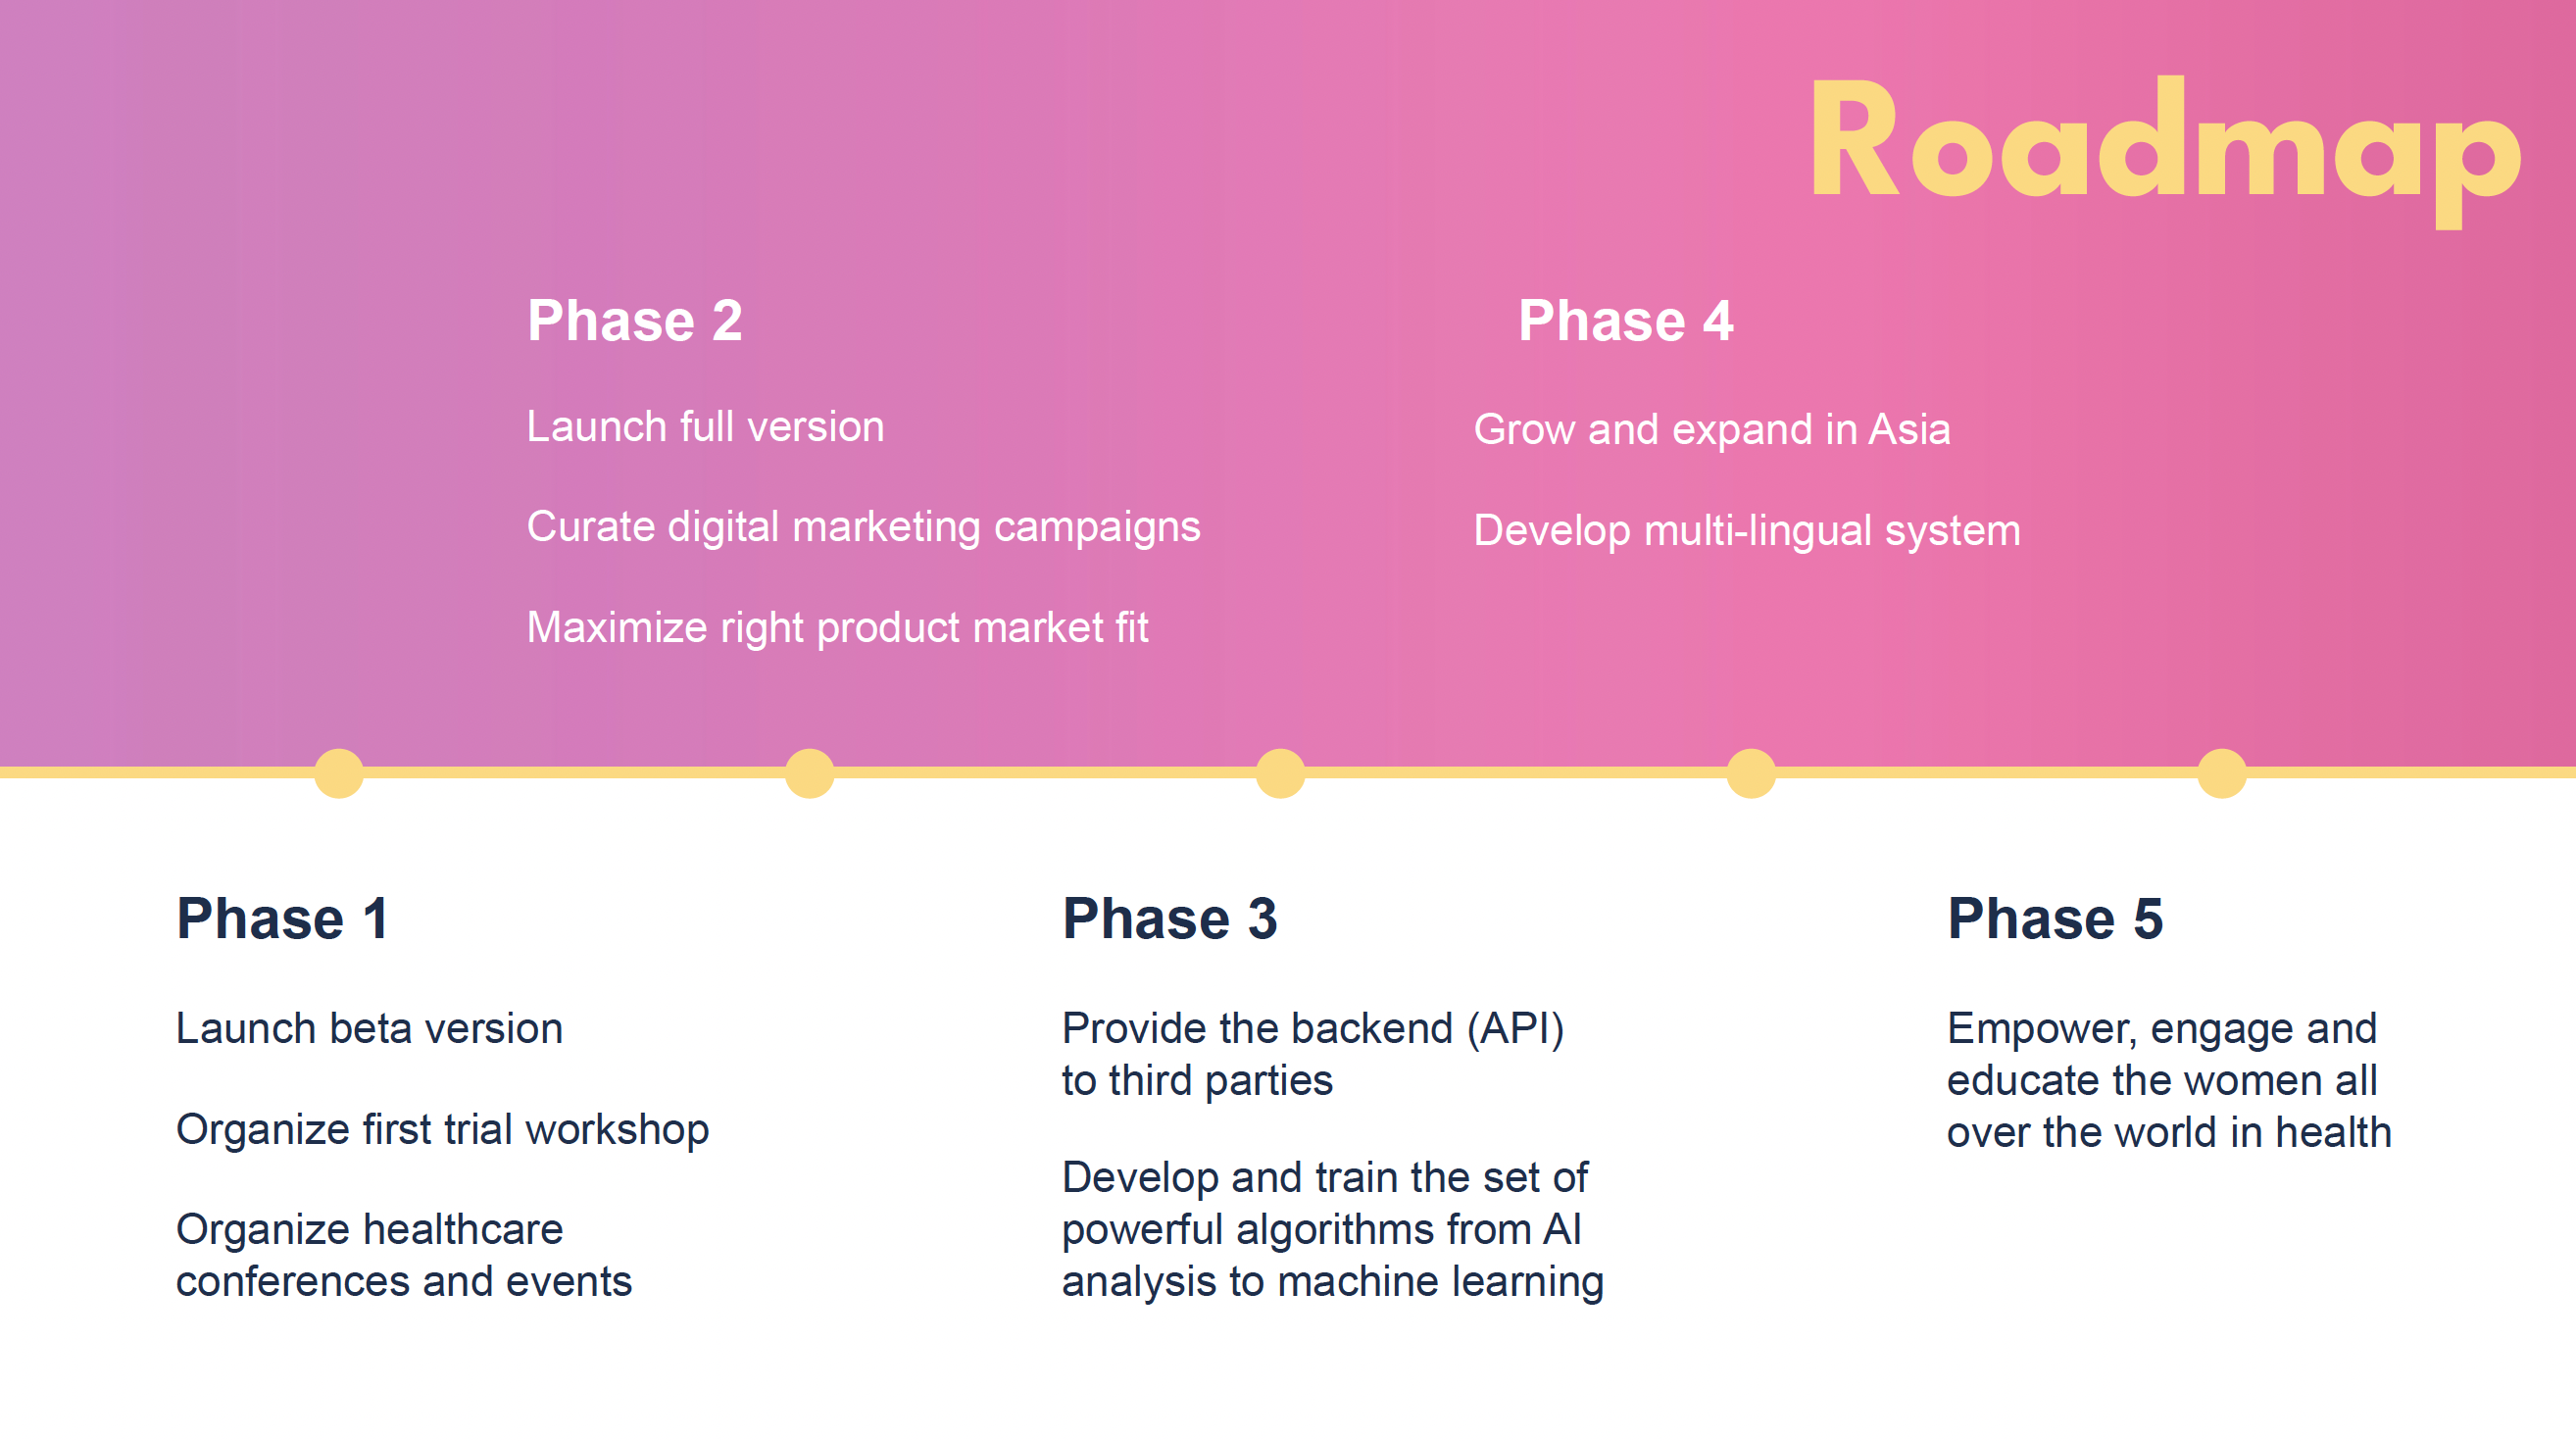 Roadmap
Phase 2
Launch full version
Curate digital marketing campaigns
Maximize right product market fit
Phase 4
Grow and expand in Asia
Develop multi-lingual system
Phase 1
Launch beta version
Organize first trial workshop
Organize healthcare
conferences and events
Phase 3
Provide the backend (API)
to third parties
Develop and train the set of
powerful algorithms from AI
analysis to machine learning
Phase 5
Empower, engage and
educate the women all
over the world in health